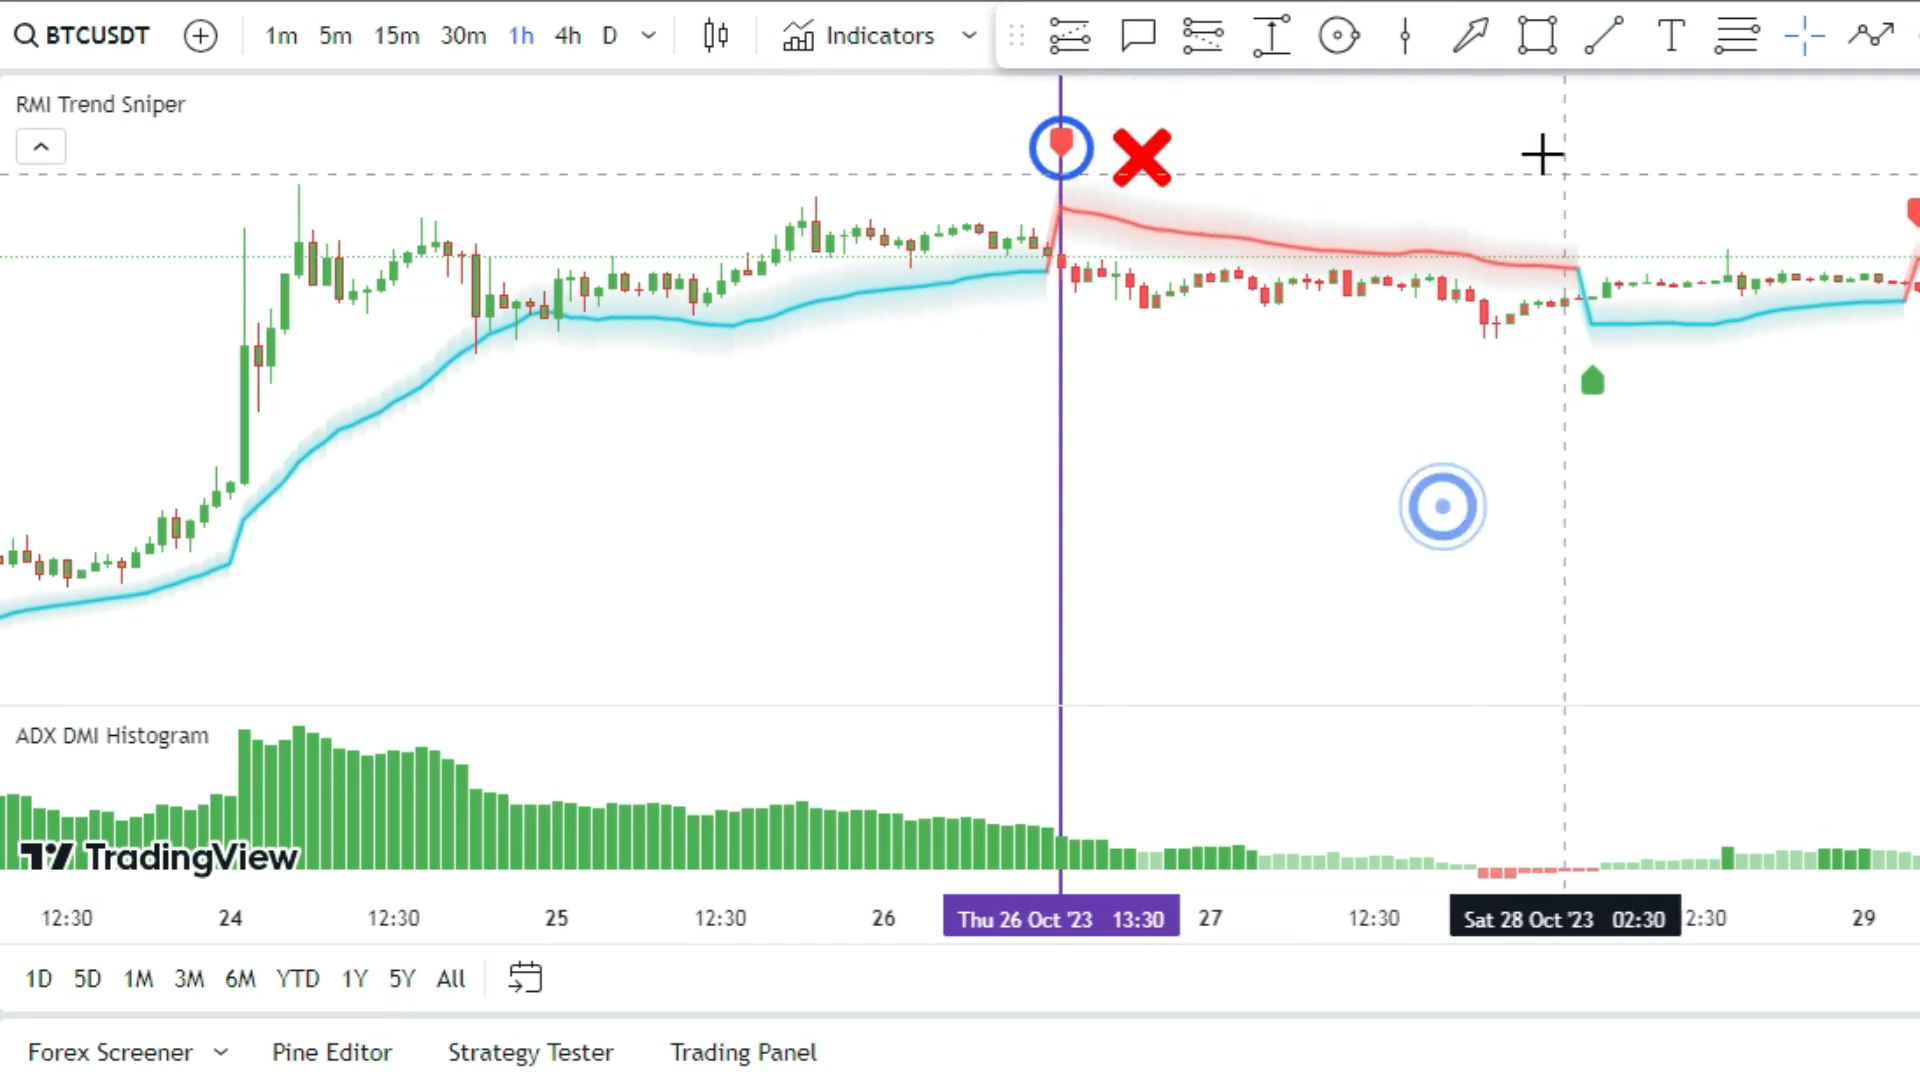 BTCUSDT 1m 5m 15m 30m 1h 4h D Indicators T
RMI Trend Sniper
ADX DMI Histogram
TradingView
12:30 24 12:30 25 12:30 26 Thu 26 Oct '23 13:30 27 12:30 Sat 28 Oct '23 02:30 2:30 29
1D 5D 1M 3M 6M YTD 1Y 5Y All
Forex Screener Pine Editor Strategy Tester Trading Panel